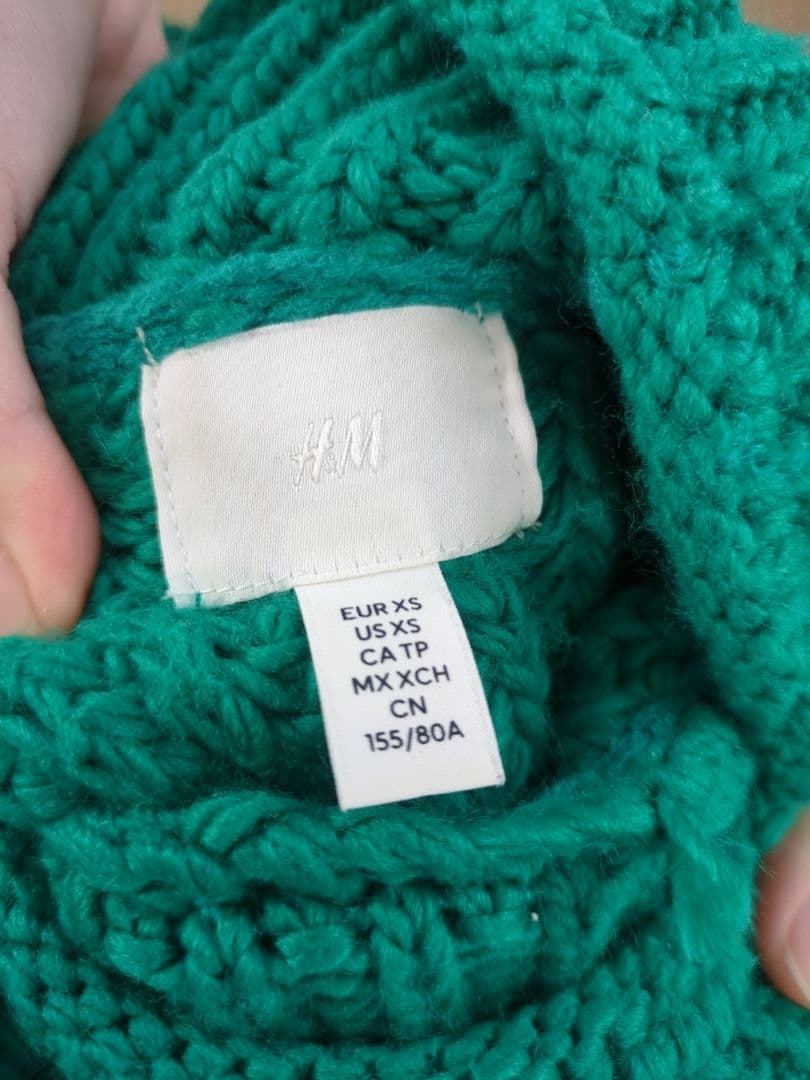 H&M
EUR XS
US XS
CA TP
MX XCH
CN
155/80A